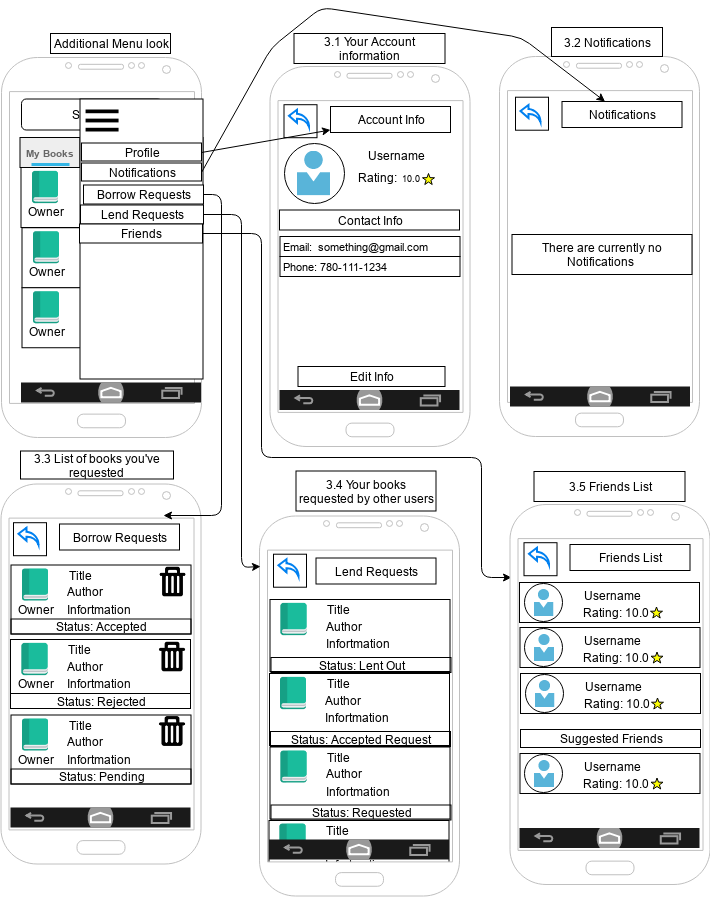 Additional Menu look
S
My Books
Owner
Owner
Owner
Profile
Notifications
Borrow Requests
Lend Requests
Friends
3.1 Your Account
information
Account Info
Username
Rating: 10.0
Contact Info
Email: something@gmail.com
Phone: 780-111-1234
Edit Info
3.2 Notifications
Notifications
There are currently no
Notifications
3.3 List of books you've
requested
Borrow Requests
Title
Author
Owner Infortmation
Status: Accepted
Title
Author
Owner Infortmation
Status: Rejected
Title
Author
Owner Infortmation
Status: Pending
3.4 Your books
requested by other users
Lend Requests
Title
Author
Infortmation
Status: Lent Out
Title
Author
Infortmation
Status: Accepted Request
Title
Author
Infortmation
Status: Requested
Title
3.5 Friends List
Friends List
Username
Rating: 10.0
Username
Rating: 10.0
Username
Rating: 10.0
Suggested Friends
Username
Rating: 10.0